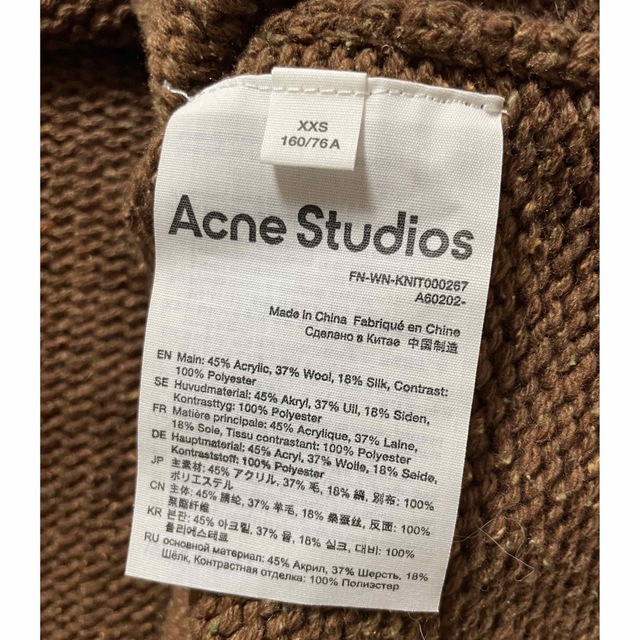 XXS
160/76A
Acne Studios
FN-WN-KNIT000267
A60202-
Made in China Fabriqué en Chine
Сделано в Китае 中国制造
EN Main: 45% Acrylic, 37% Wool, 18% Silk, Contrast:
100% Polyester
SE Huvudmaterial: 45% Akryl, 37% Ull, 18% Siden,
Kontrasttyg: 100% Polyester
FR Matière principale: 45% Acrylique, 37% Laine,
18% Soie, Tissu contrastant: 100% Polyester
DE Hauptmaterial: 45% Acryl, 37% Wolle, 18% Seide,
Kontraststoff: 100% Polyester
JP 主素材: 45% アクリル, 37% 毛, 18% 絹, 別布: 100%
ポリエステル
CN 主体: 45% 腈纶, 37% 羊毛, 18% 桑蚕丝, 反面: 100%
聚酯纤维
KR 본판: 45% 아크릴, 37% 울, 18% 실크, 대비: 100%
폴리에스테르
RU основной материал: 45% Акрил, 37% Шерсть, 18%
Шёлк, Контрастная отделка: 100% Полиэстер